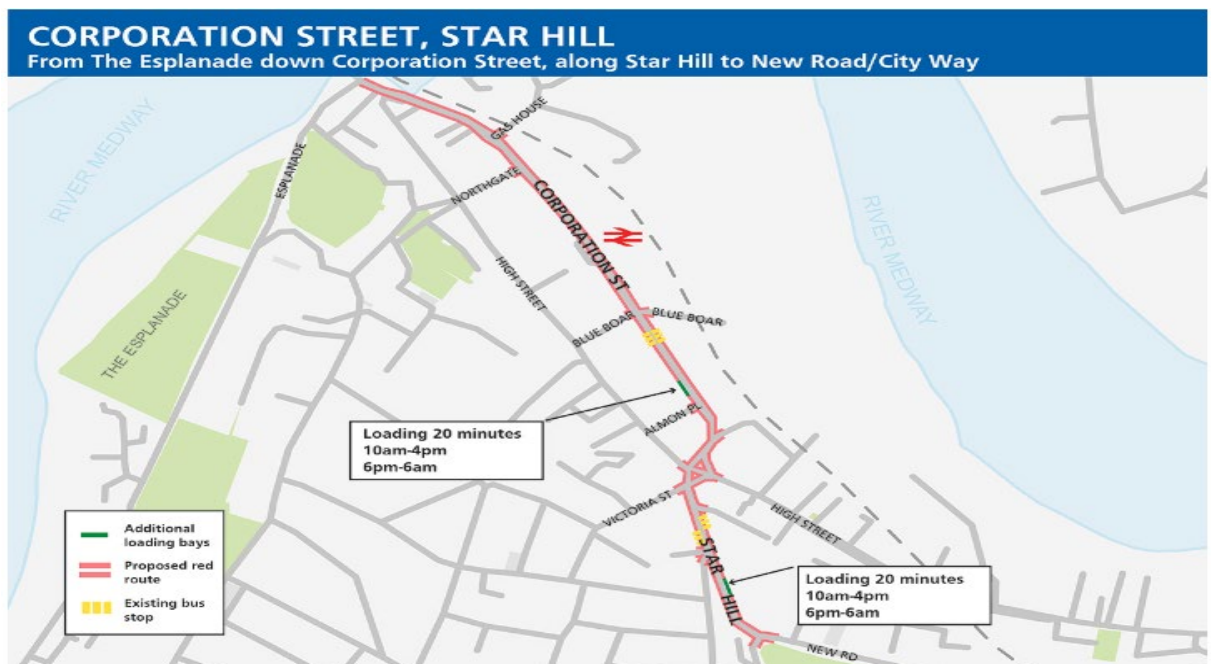 CORPORATION STREET, STAR HILL
From The Esplanade down Corporation Street, along Star Hill to New Road/City Way
RIVER MEDWAY
ESPLANADE
GAS HOUSE
NORTHGATE
CORPORATION ST
HIGH STREET
RIVER MEDWAY
THE ESPLANADE
BLUE BOAR
BLUE BOAR
ALMON PL
Loading 20 minutes
10am-4pm
6pm-6am
VICTORIA ST
HIGH STREET
STAR HILL
Additional
loading bays
Proposed red
route
Existing bus
stop
Loading 20 minutes
10am-4pm
6pm-6am
NEW RD